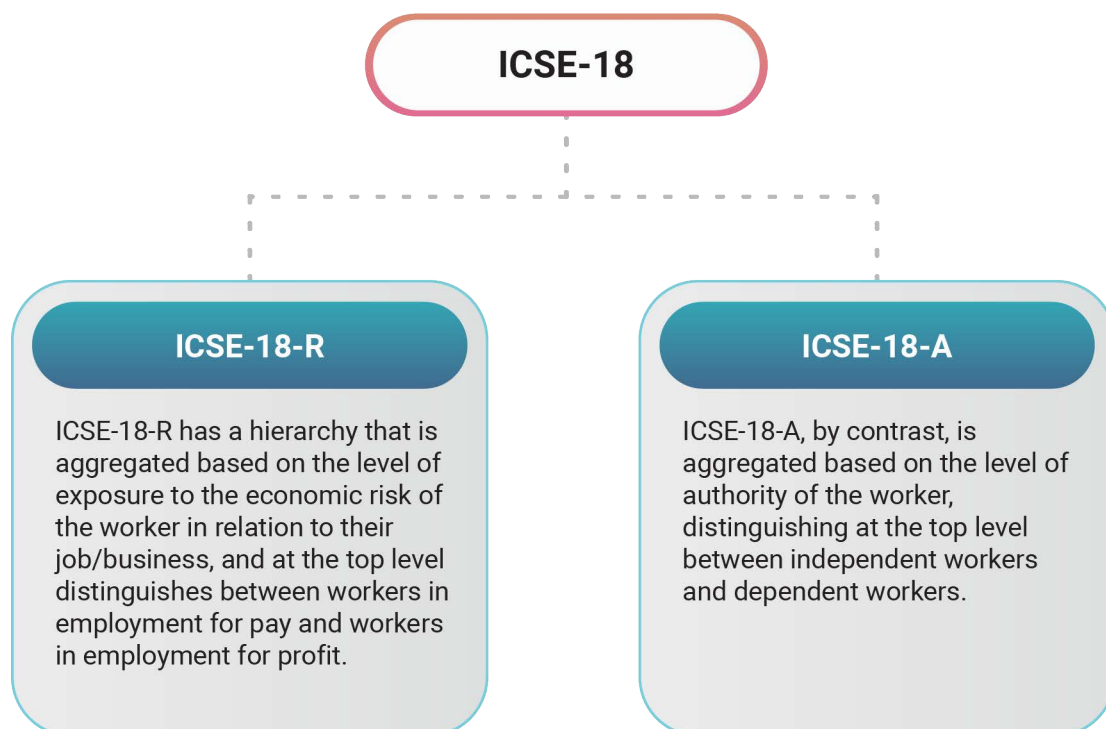 ICSE-18
ICSE-18-R
ICSE-18-R has a hierarchy that is
aggregated based on the level of
exposure to the economic risk of
the worker in relation to their
job/business, and at the top level
distinguishes between workers in
employment for pay and workers
in employment for profit.
ICSE-18-A
ICSE-18-A, by contrast, is
aggregated based on the level of
authority of the worker,
distinguishing at the top level
between independent workers
and dependent workers.